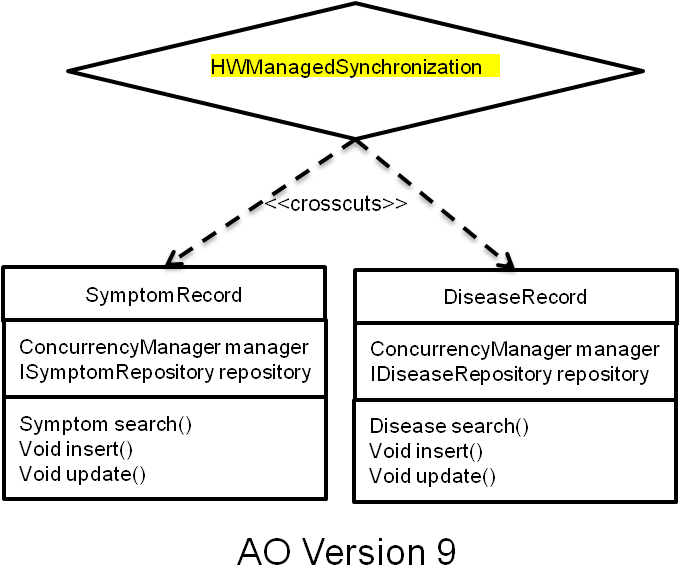 HWManagedSynchronization
<<crosscuts>>
SymptomRecord
ConcurrencyManager manager
ISymptomRepository repository
Symptom search()
Void insert()
Void update()
DiseaseRecord
ConcurrencyManager manager
IDiseaseRepository repository
Disease search()
Void insert()
Void update()
AO Version 9